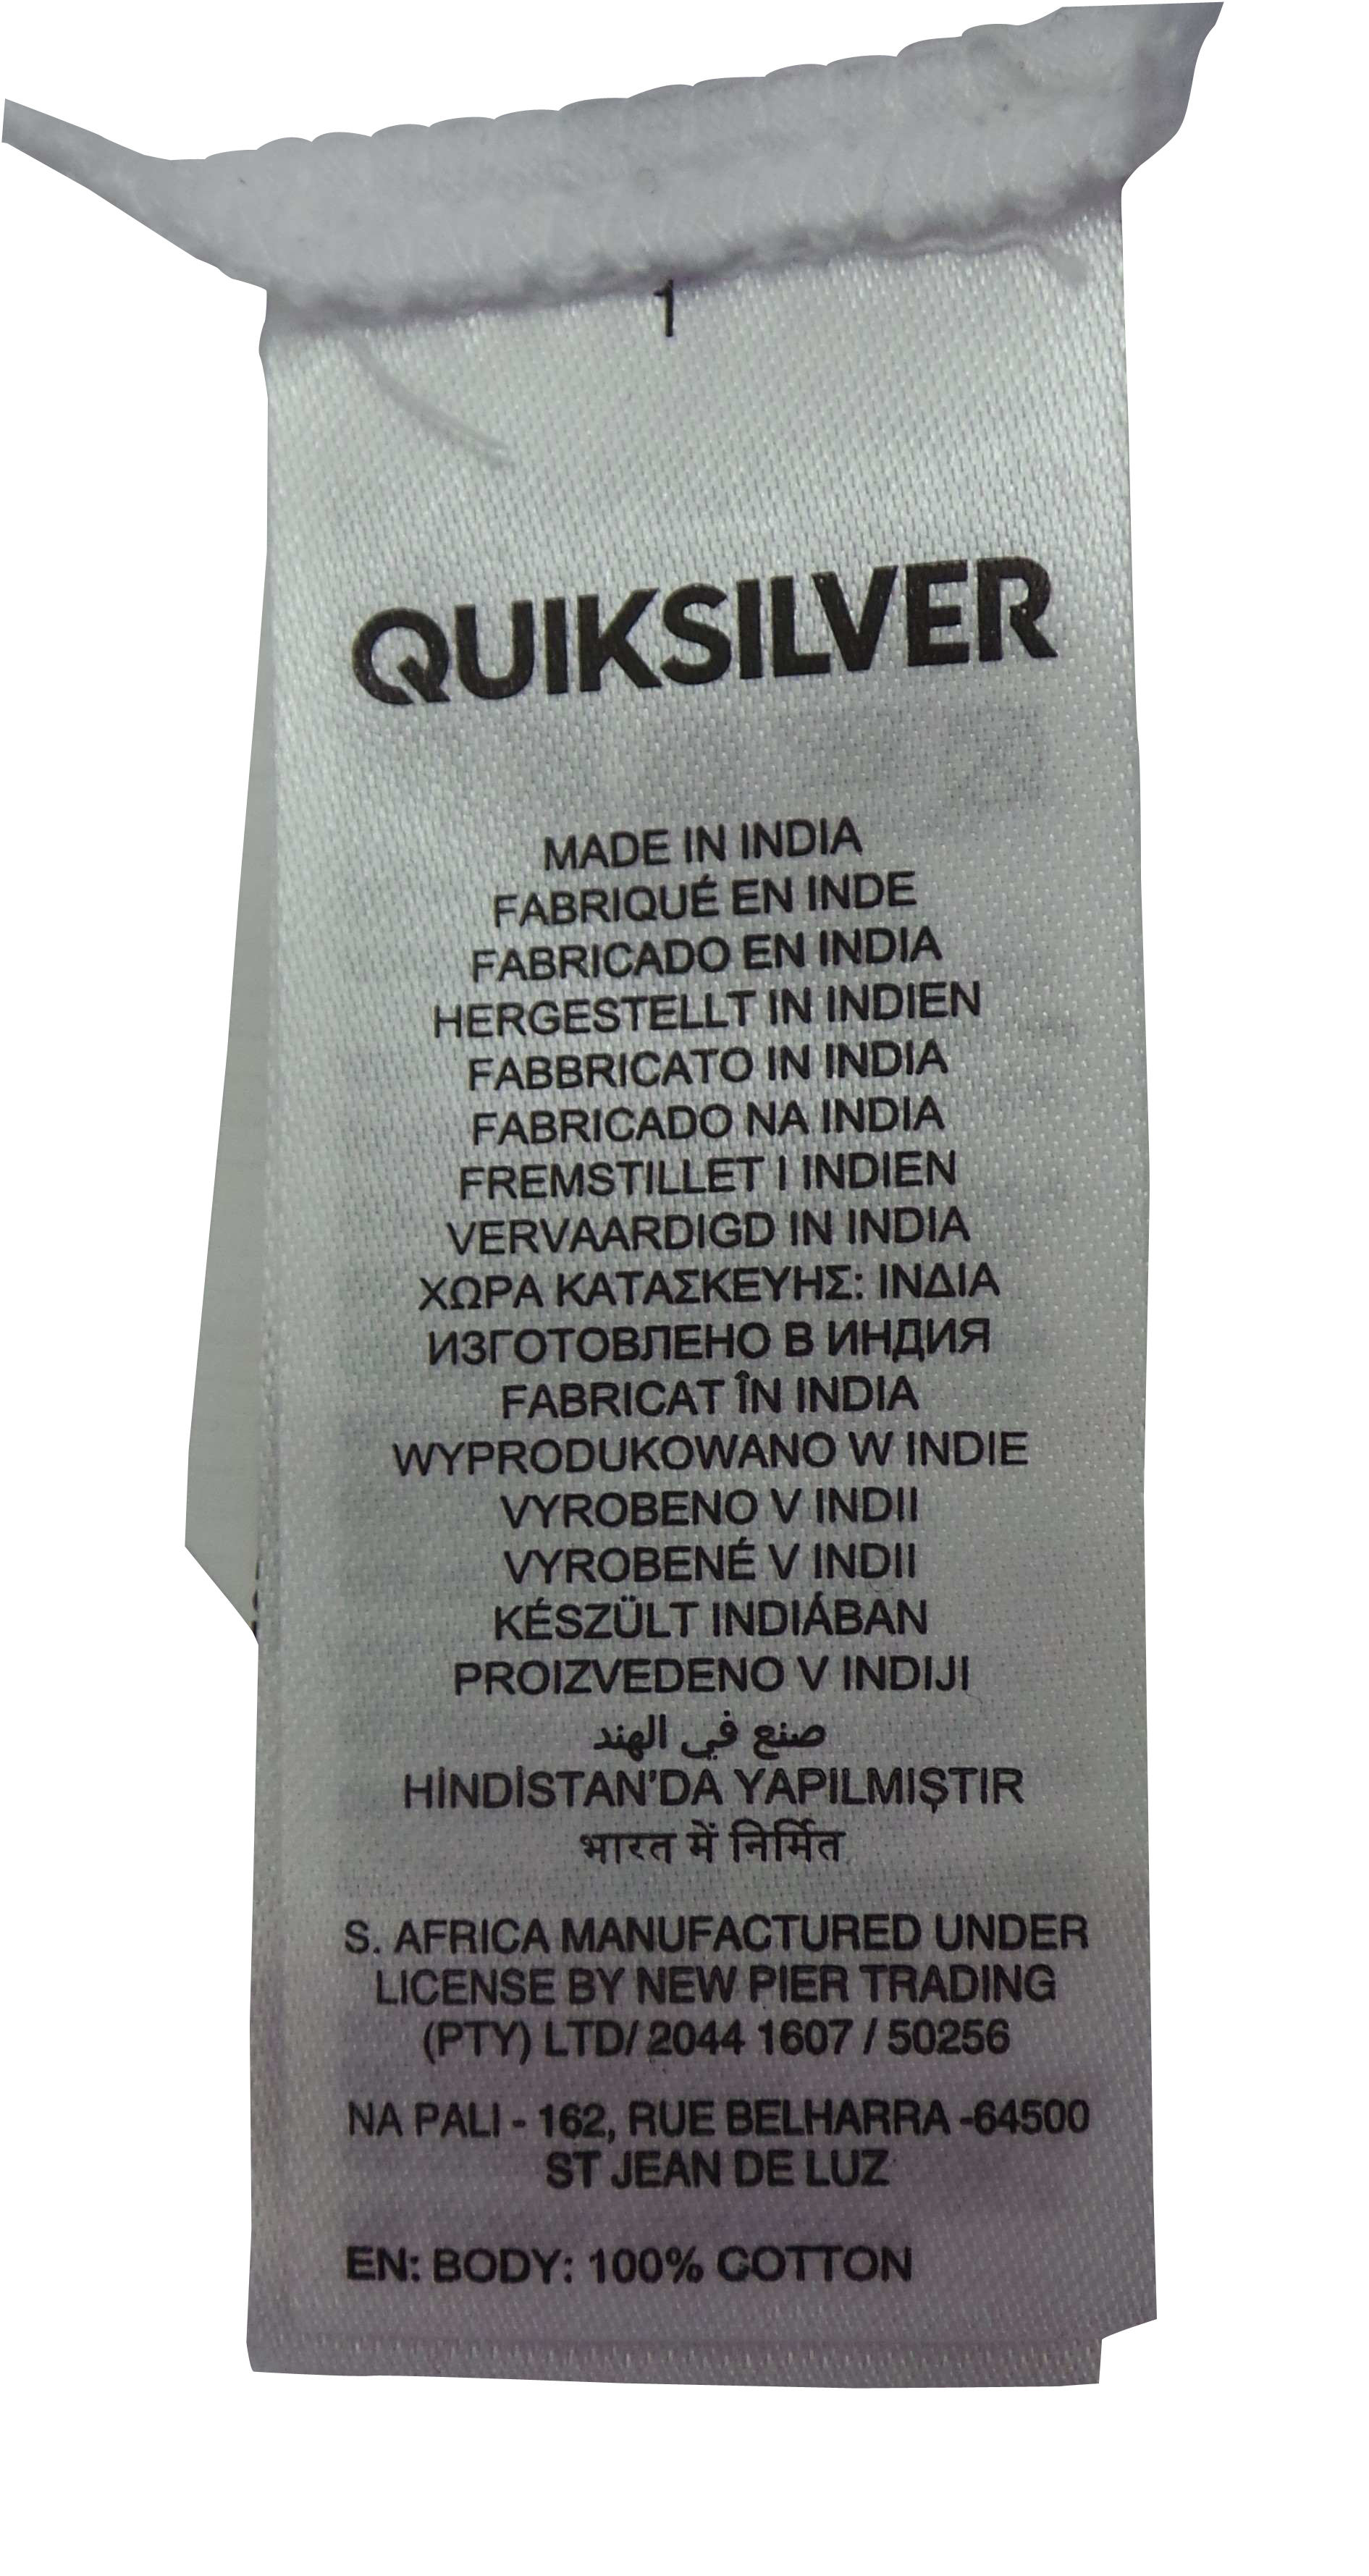 1
QUIKSILVER
MADE IN INDIA
FABRIQUÉ EN INDE
FABRICADO EN INDIA
HERGESTELLT IN INDIEN
FABBRICATO IN INDIA
FABRICADO NA INDIA
FREMSTILLET I INDIEN
VERVAARDIGD IN INDIA
ΧΩΡΑ ΚΑΤΑΣΚΕΥΗΣ: ΙΝΔΙΑ
ИЗГОТОВЛЕНО В ИНДИЯ
FABRICAT ÎN INDIA
WYPRODUKOWANO W INDIE
VYROBENO V INDII
VYROBENÉ V INDII
KÉSZÜLT INDIÁBAN
PROIZVEDENO V INDIJI
صنع في الهند
HİNDİSTAN'DA YAPILMIŞTIR
भारत में निर्मित
S. AFRICA MANUFACTURED UNDER
LICENSE BY NEW PIER TRADING
(PTY) LTD/ 2044 1607 / 50256
NA PALI - 162, RUE BELHARRA -64500
ST JEAN DE LUZ
EN: BODY: 100% COTTON